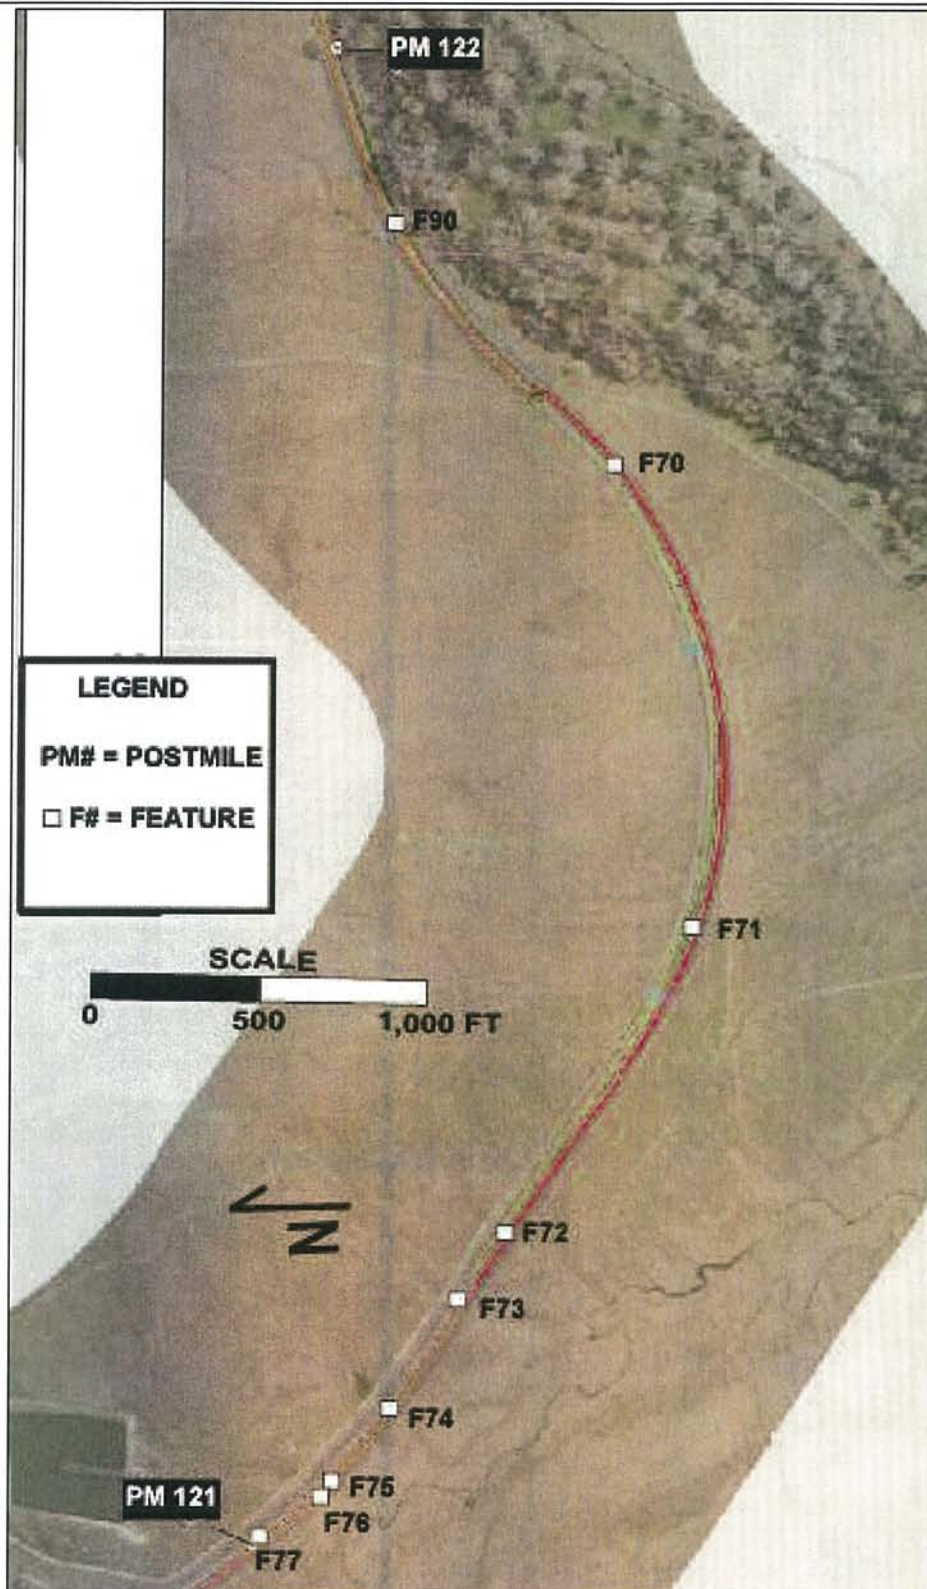 PM 122
F90
F70
LEGEND
PM# = POSTMILE
□ F# = FEATURE
F71
SCALE
0 500 1,000 FT
N
F72
F73
F74
F75
PM 121
F76
F77